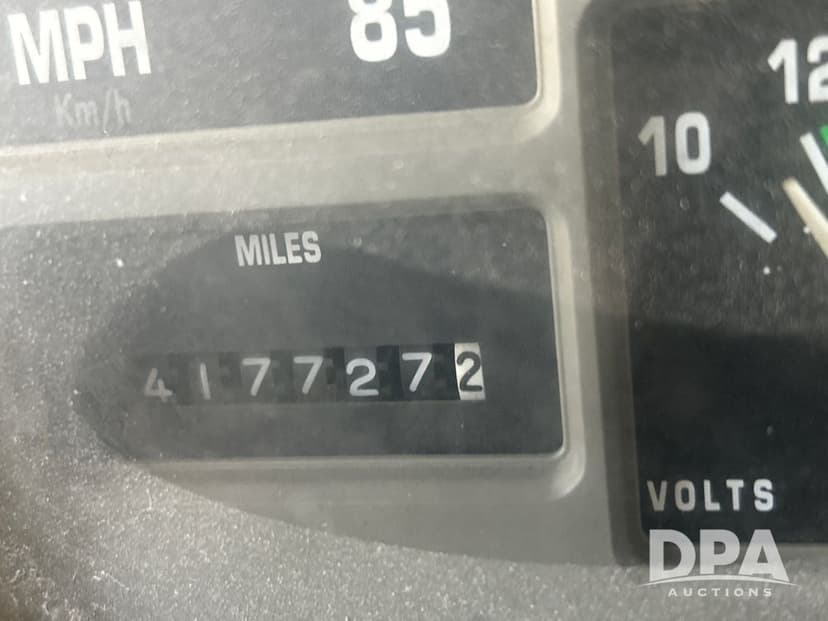 MPH
85
Km/h
12
10
MILES
4177272
VOLTS
DPA
AUCTIONS